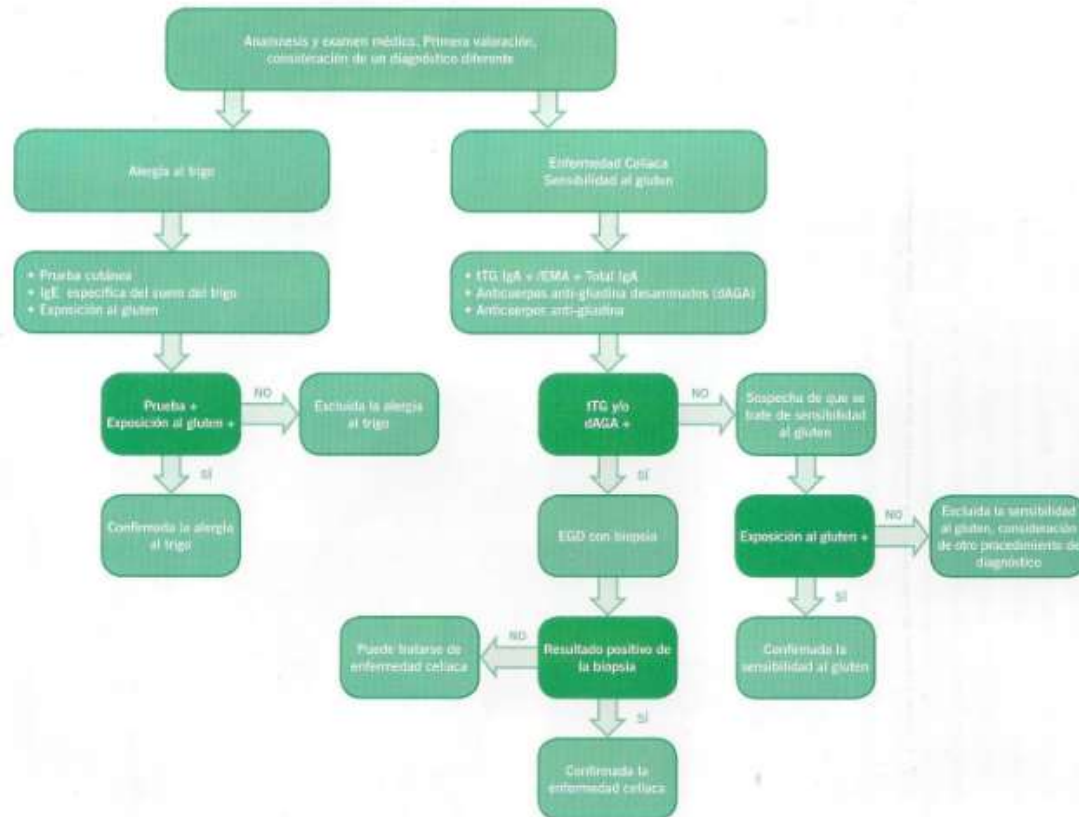 Anamnesis y examen médico. Primera valoración,
consideración de un diagnóstico diferente
Alergia al trigo
Enfermedad Celiaca
Sensibilidad al gluten
• Prueba cutánea
• IgE específica del suero del trigo
• Exposición al gluten
• tTG IgA + /EMA + Total IgA
• Anticuerpos anti-gliadina desaminados (dAGA)
• Anticuerpos anti-gliadina
Prueba +
Exposición al gluten +
NO
Excluida la alergia
al trigo
tTG y/o
dAGA +
NO
Sospecha de que se
trate de sensibilidad
al gluten
SÍ
Confirmada la alergia
al trigo
SÍ
EGD con biopsia
Exposición al gluten +
NO
Excluida la sensibilidad
al gluten, consideración
de otro procedimiento de
diagnóstico
SÍ
Puede tratarse de
enfermedad celiaca
NO
Resultado positivo de
la biopsia
Confirmada la
sensibilidad al gluten
SÍ
Confirmada la
enfermedad celiaca